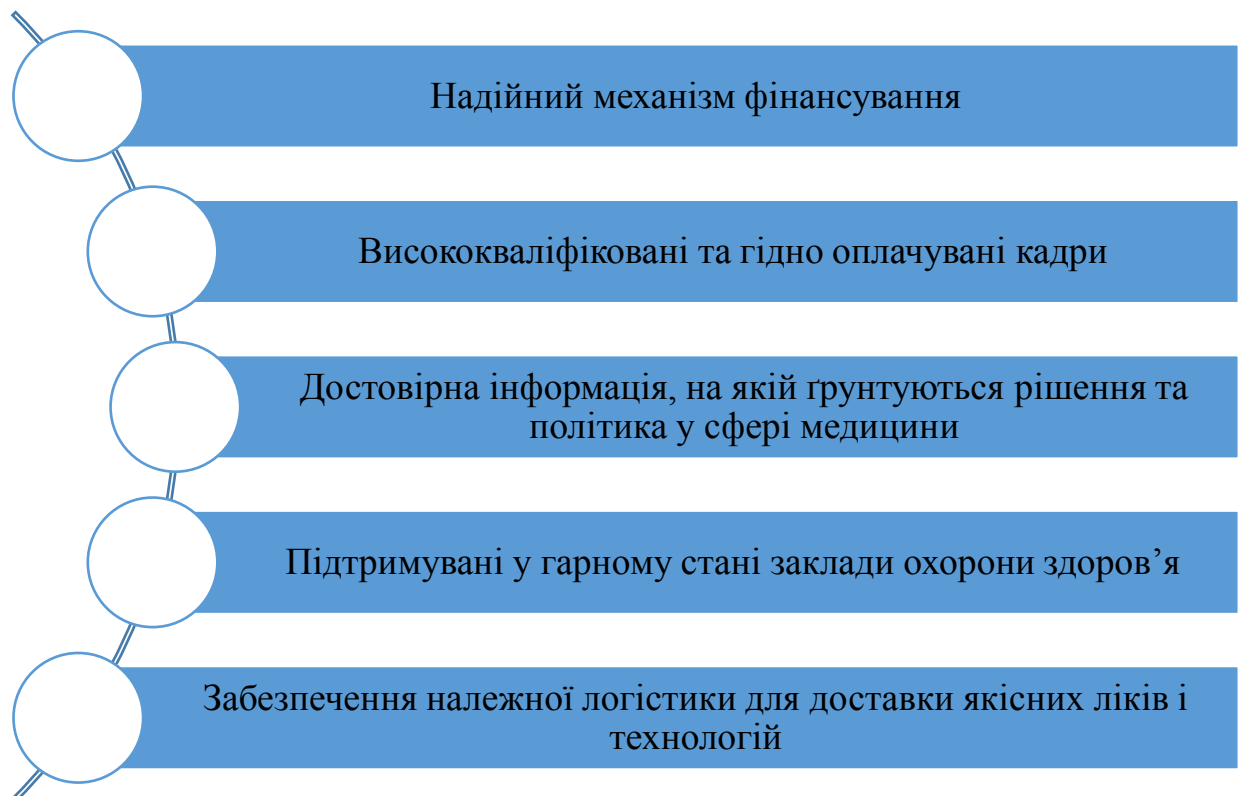 Надійний механізм фінансування
Висококваліфіковані та гідно оплачувані кадри
Достовірна інформація, на якій ґрунтуються рішення та
політика у сфері медицини
Підтримувані у гарному стані заклади охорони здоров’я
Забезпечення належної логістики для доставки якісних ліків і
технологій